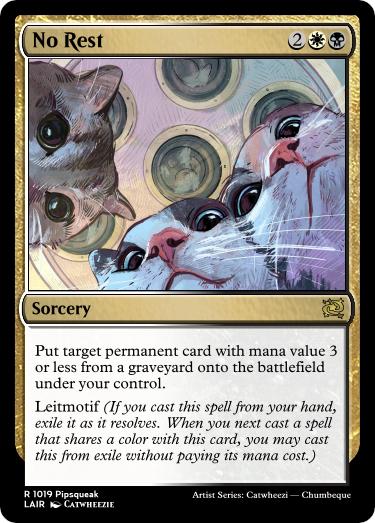 No Rest 2
Sorcery
Put target permanent card with mana value 3
or less from a graveyard onto the battlefield
under your control.
Leitmotif (If you cast this spell from your hand,
exile it as it resolves. When you next cast a spell
that shares a color with this card, you may cast
this from exile without paying its mana cost.)
R 1019 Pipsqueak
LAIR Catwheezie
Artist Series: Catwheezi — Chumbeque